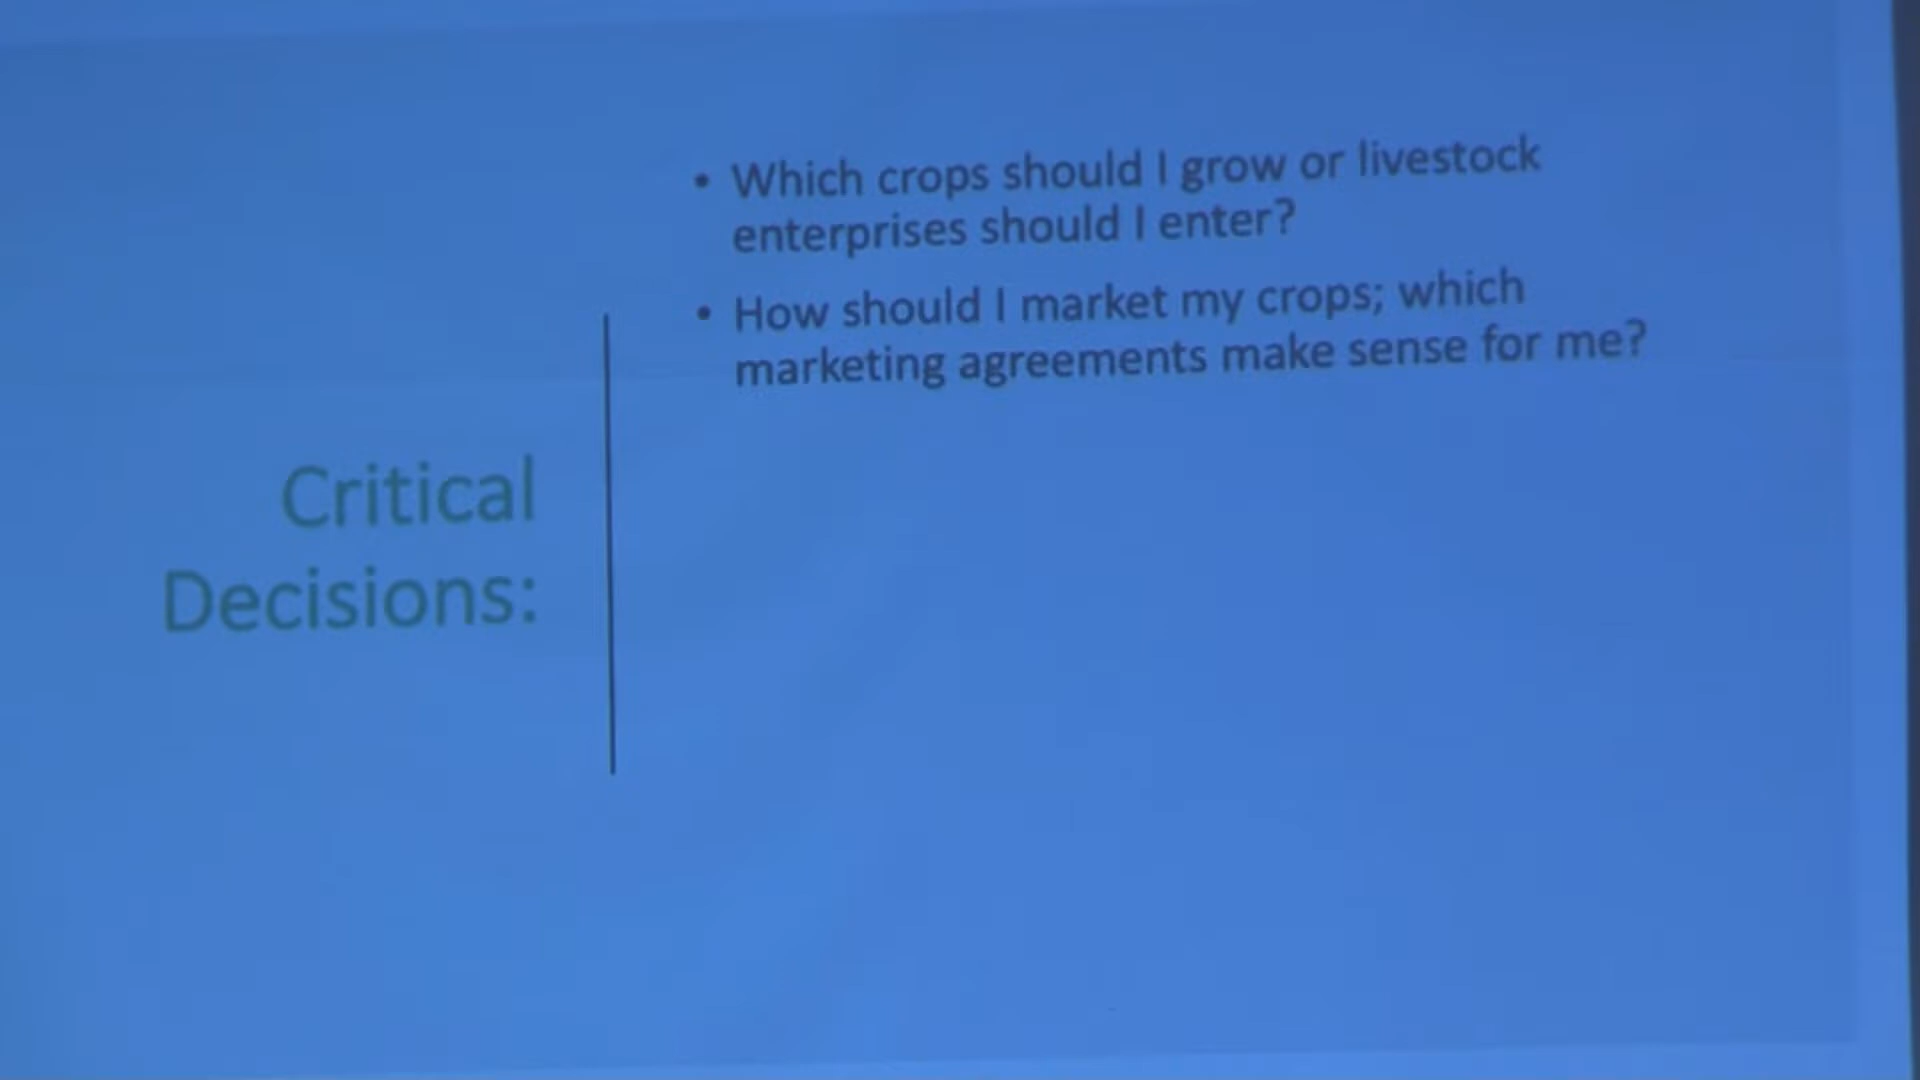 Critical
Decisions:
• Which crops should I grow or livestock
enterprises should I enter?
• How should I market my crops; which
marketing agreements make sense for me?